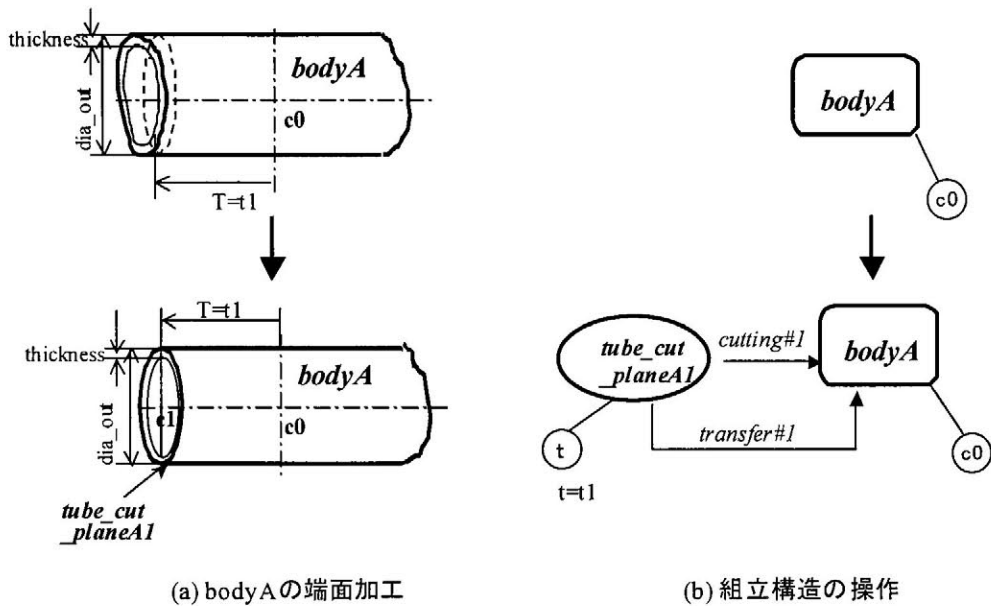 thickness
dia_out
bodyA
c0
T=t1
bodyA
c0
T=t1
thickness
dia_out
bodyA
c1
c0
tube_cut
_planeA1
tube_cut
_planeA1
cutting#1
bodyA
transfer#1
t
c0
t=t1
(a) bodyAの端面加工
(b) 組立構造の操作